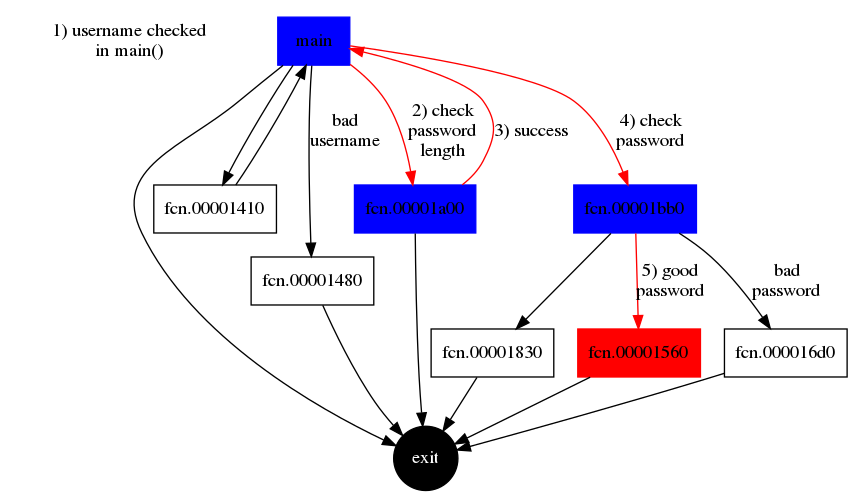 1) username checked
in main()
main
bad
username
2) check
password
length
3) success
4) check
password
fcn.00001410
fcn.00001a00
fcn.00001bb0
fcn.00001480
5) good
password
bad
password
fcn.00001830
fcn.00001560
fcn.000016d0
exit